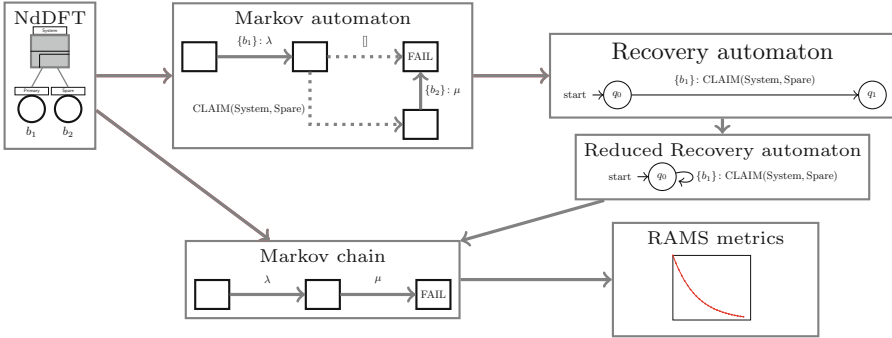 NdDFT
System
Primary
Spare
b1
b2
Markov automaton
{b1}: λ
[]
FAIL
{b2}: μ
CLAIM(System, Spare)
Recovery automaton
{b1}: CLAIM(System, Spare)
start
q0
q1
Reduced Recovery automaton
start
q0
{b1}: CLAIM(System, Spare)
Markov chain
λ
μ
FAIL
RAMS metrics